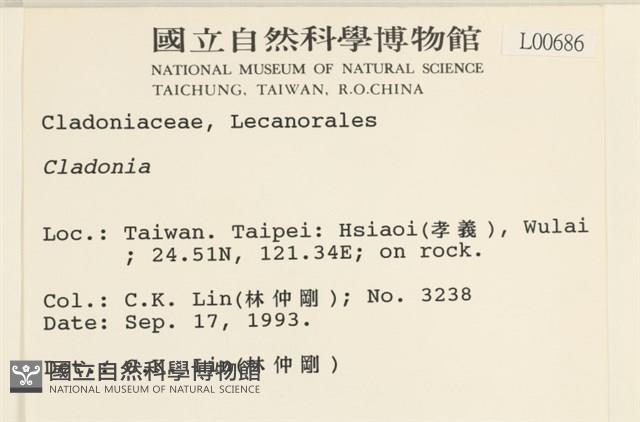 國立自然科學博物館
L00686
NATIONAL MUSEUM OF NATURAL SCIENCE
TAICHUNG, TAIWAN, R.O.CHINA
Cladoniaceae, Lecanorales
Cladonia
Loc.: Taiwan. Taipei: Hsiaoi(孝義), Wulai
; 24.51N, 121.34E; on rock.
Col.: C.K. Lin(林仲剛); No. 3238
Date: Sep. 17, 1993.
Det.: C.K. Lin(林仲剛)
國立自然科學博物館
NATIONAL MUSEUM OF NATURAL SCIENCE